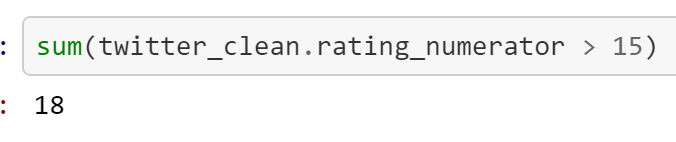 : sum(twitter_clean.rating_numerator > 15)
: 18